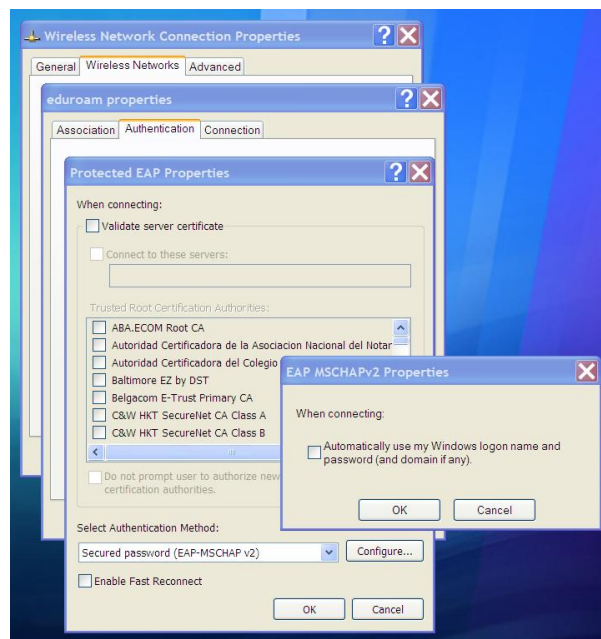 Wireless Network Connection Properties
General Wireless Networks Advanced
eduroam properties
Association Authentication Connection
Protected EAP Properties
When connecting:
Validate server certificate
Connect to these servers:
Trusted Root Certification Authorities:
ABA.ECOM Root CA
Autoridad Certificadora de la Asociacion Nacional del Notar
Autoridad Certificadora del Colegio
Baltimore EZ by DST
Belgacom E-Trust Primary CA
C&W HKT SecureNet CA Class A
C&W HKT SecureNet CA Class B
Do not prompt user to authorize new
certification authorities.
Select Authentication Method:
Secured password (EAP-MSCHAP v2) Configure...
Enable Fast Reconnect
OK Cancel
EAP MSCHAPv2 Properties
When connecting:
Automatically use my Windows logon name and
password (and domain if any).
OK Cancel